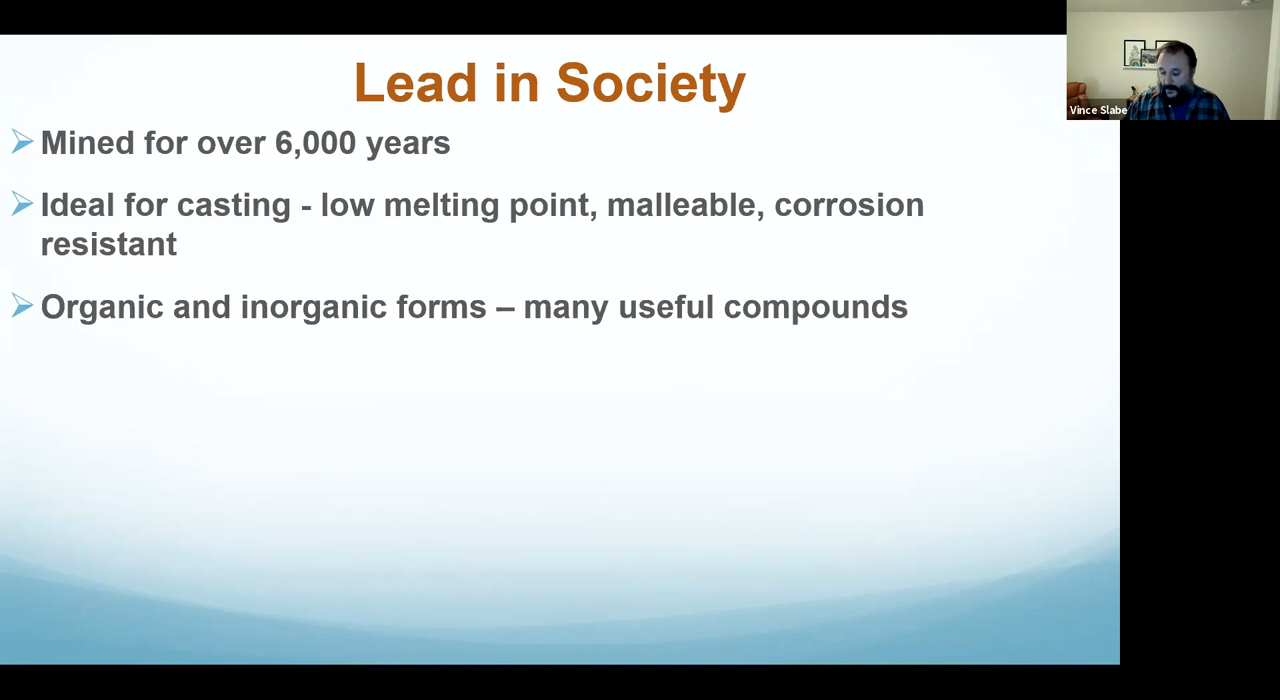 Lead in Society
Mined for over 6,000 years
Ideal for casting - low melting point, malleable, corrosion
resistant
Organic and inorganic forms – many useful compounds
Vince Slabe